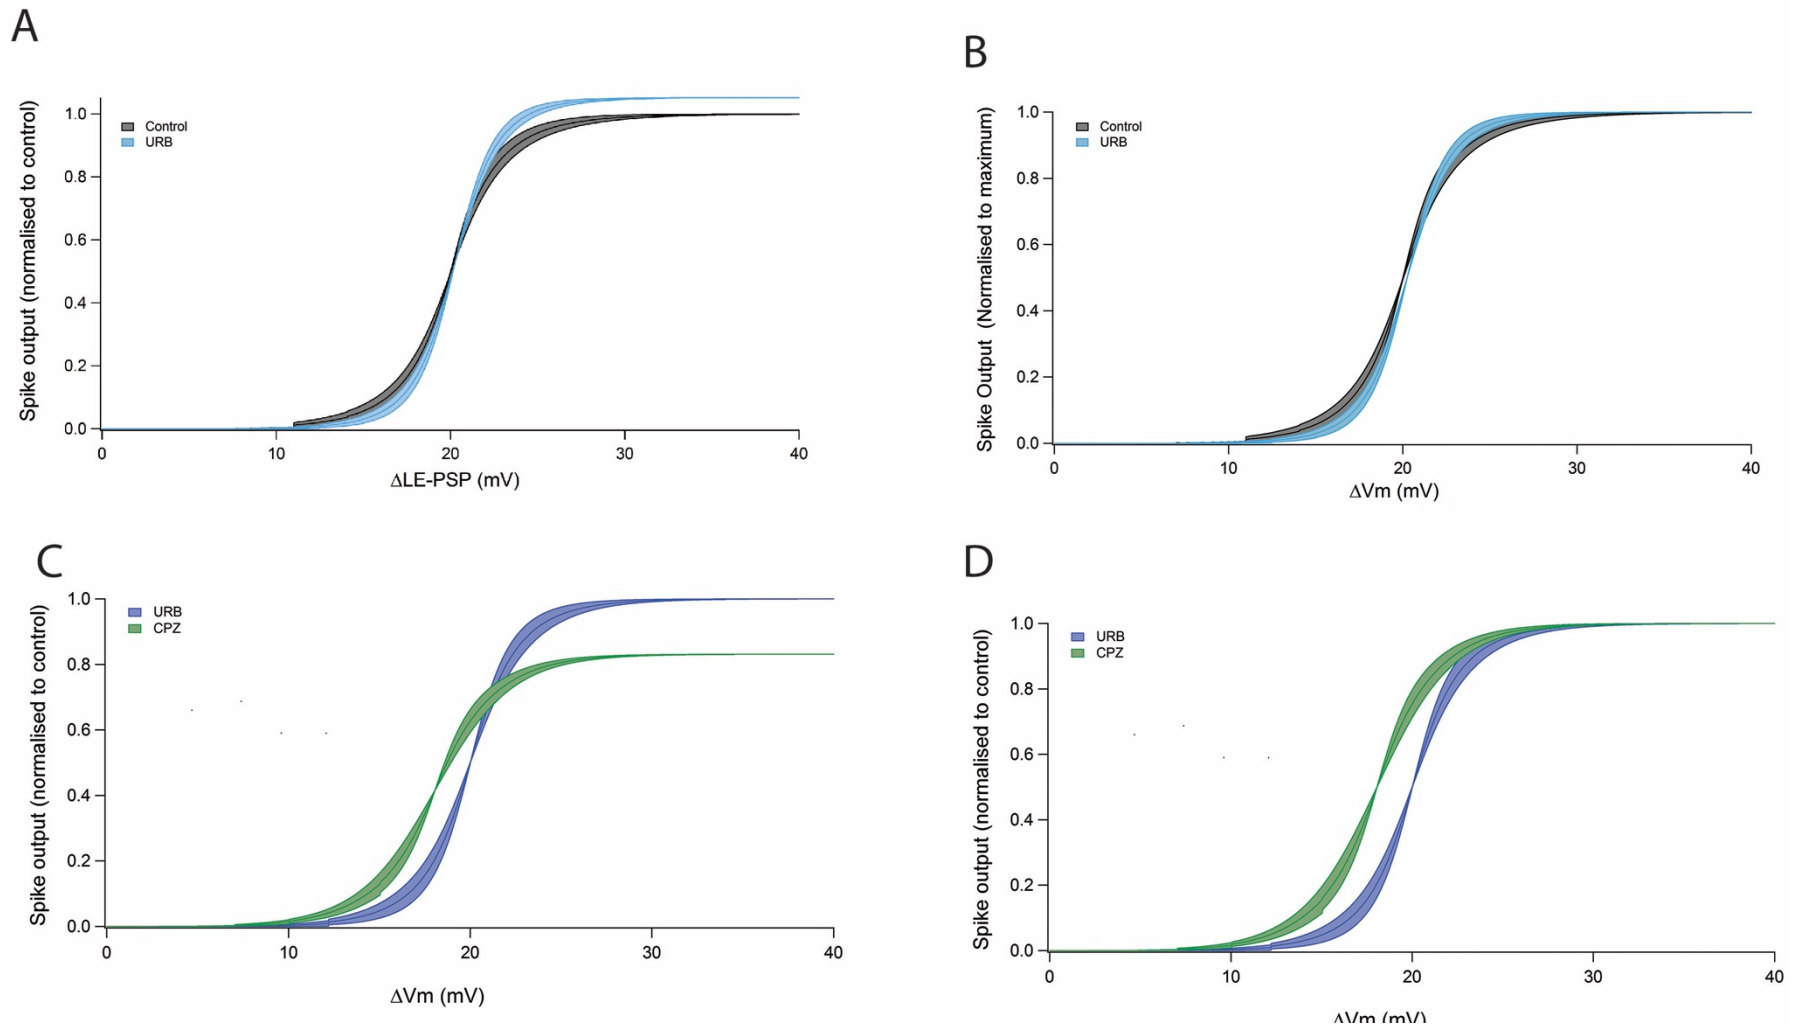 A
Spike output (normalised to control)
1.0
0.8
0.6
0.4
0.2
0.0
Control
URB
0
10
20
30
40
ΔLE-PSP (mV)
B
Spike Output (Normalised to maximum)
1.0
0.8
0.6
0.4
0.2
0.0
Control
URB
0
10
20
30
40
ΔVm (mV)
C
Spike output (normalised to control)
1.0
0.8
0.6
0.4
0.2
0.0
URB
CPZ
0
10
20
30
40
ΔVm (mV)
D
Spike output (normalised to control)
1.0
0.8
0.6
0.4
0.2
0.0
URB
CPZ
0
10
20
30
40
ΔVm (mV)